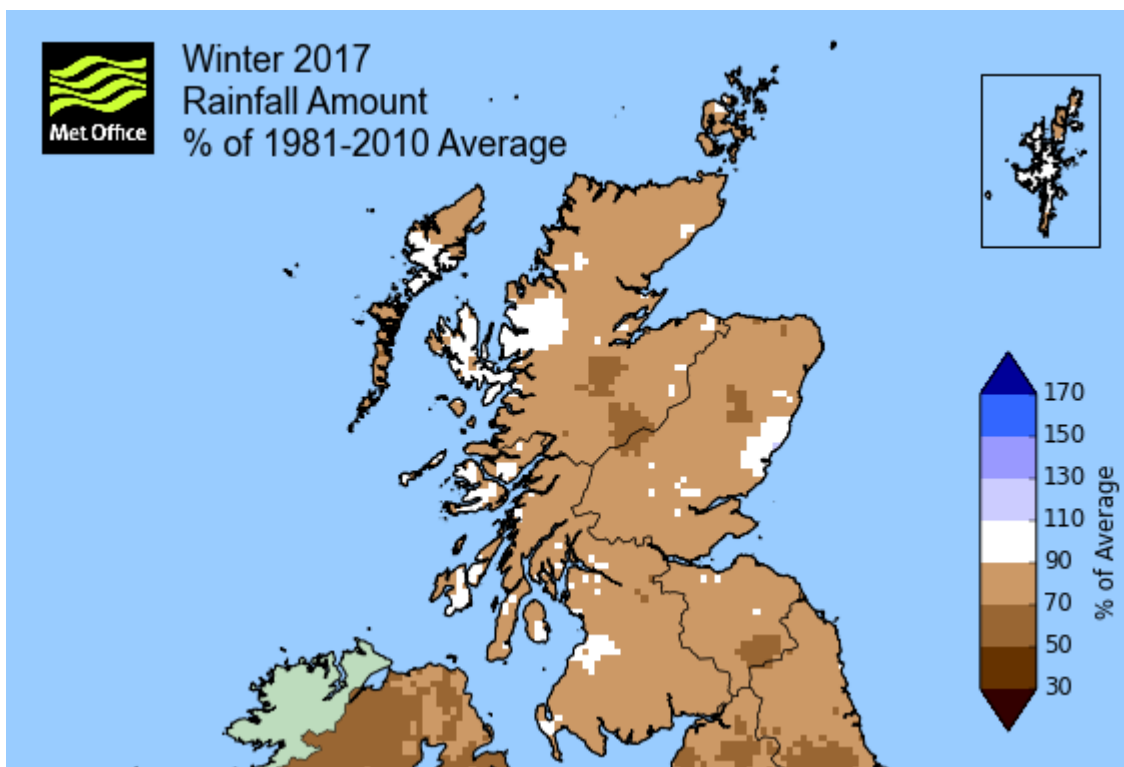 Met Office
Winter 2017
Rainfall Amount
% of 1981-2010 Average
170
150
130
110
90
70
50
30
% of Average